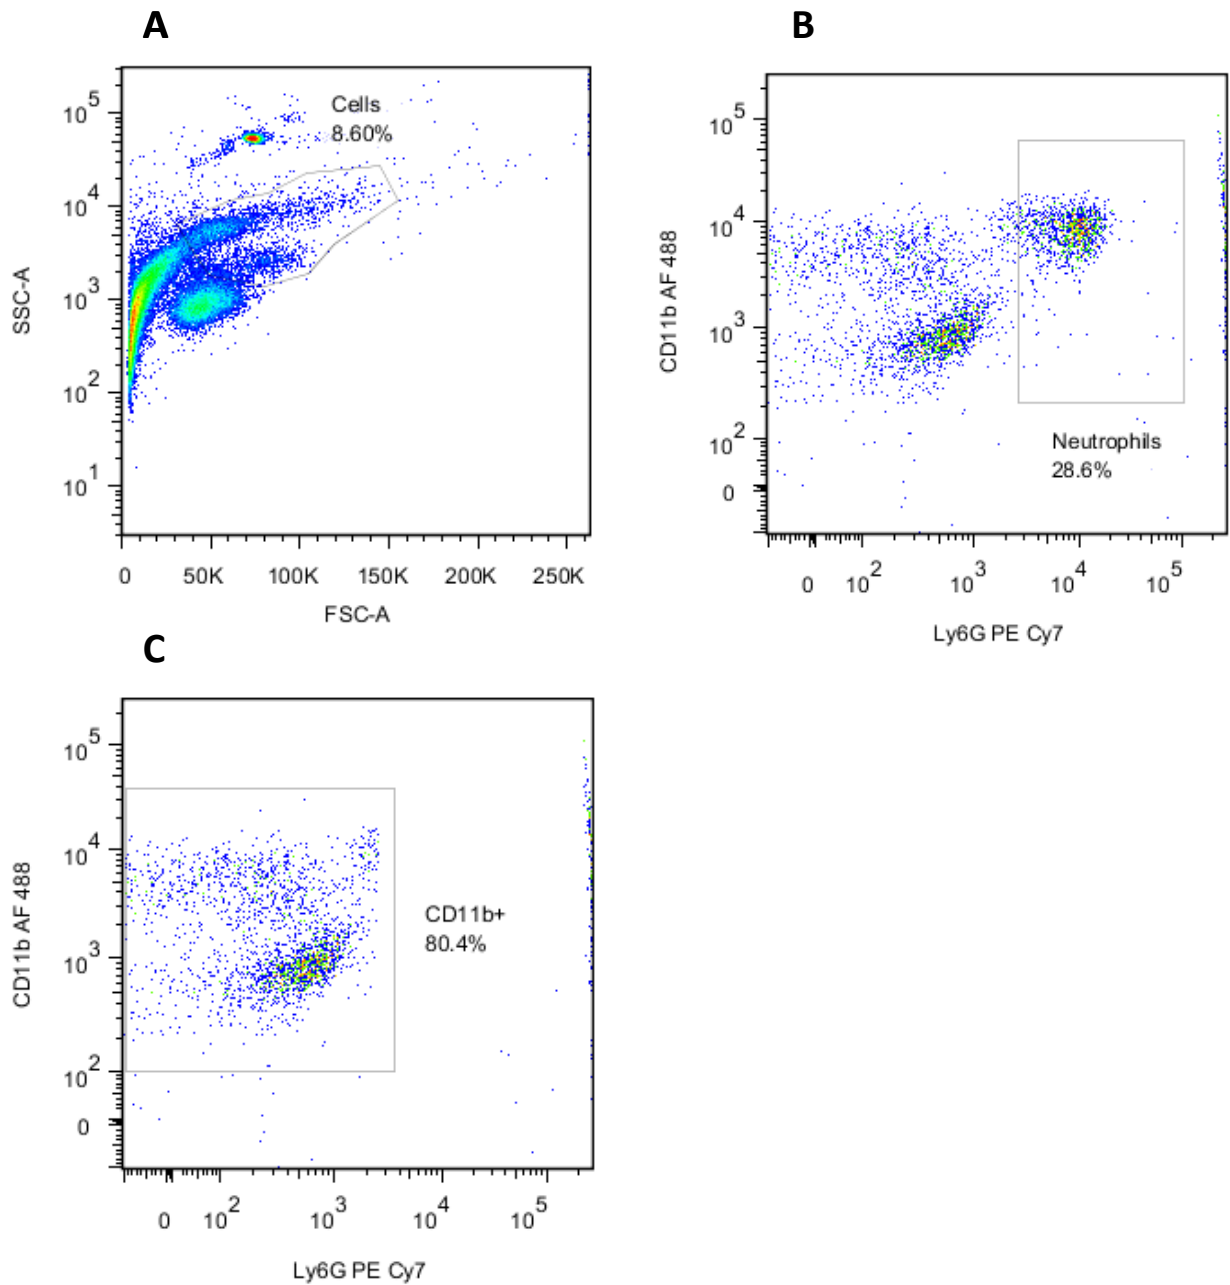 A
Cells
8.60%
10^5
10^4
10^3
10^2
10^1
SSC-A
0 50K 100K 150K 200K 250K
FSC-A
B
10^5
10^4
10^3
10^2
0
CD11b AF 488
Neutrophils
28.6%
0 10^2 10^3 10^4 10^5
Ly6G PE Cy7
C
10^5
10^4
10^3
10^2
0
CD11b AF 488
CD11b+
80.4%
0 10^2 10^3 10^4 10^5
Ly6G PE Cy7